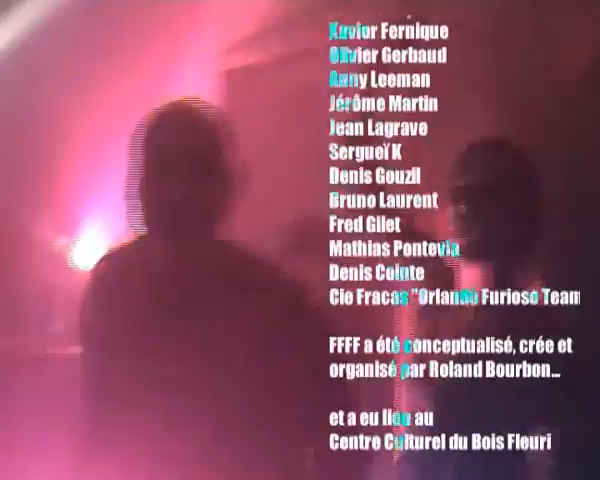 Xavier Fernique
Olivier Gerbaud
Anny Leeman
Jérôme Martin
Jean Lagrave
Sergueï K
Denis Gouzil
Bruno Laurent
Fred Gilet
Mathias Pontevia
Denis Cointe
Cie Fracas "Orlando Furioso Team
FFFF a été conceptualisé, crée et
organisé par Roland Bourbon...
et a eu lieu au
Centre Culturel du Bois Fleuri